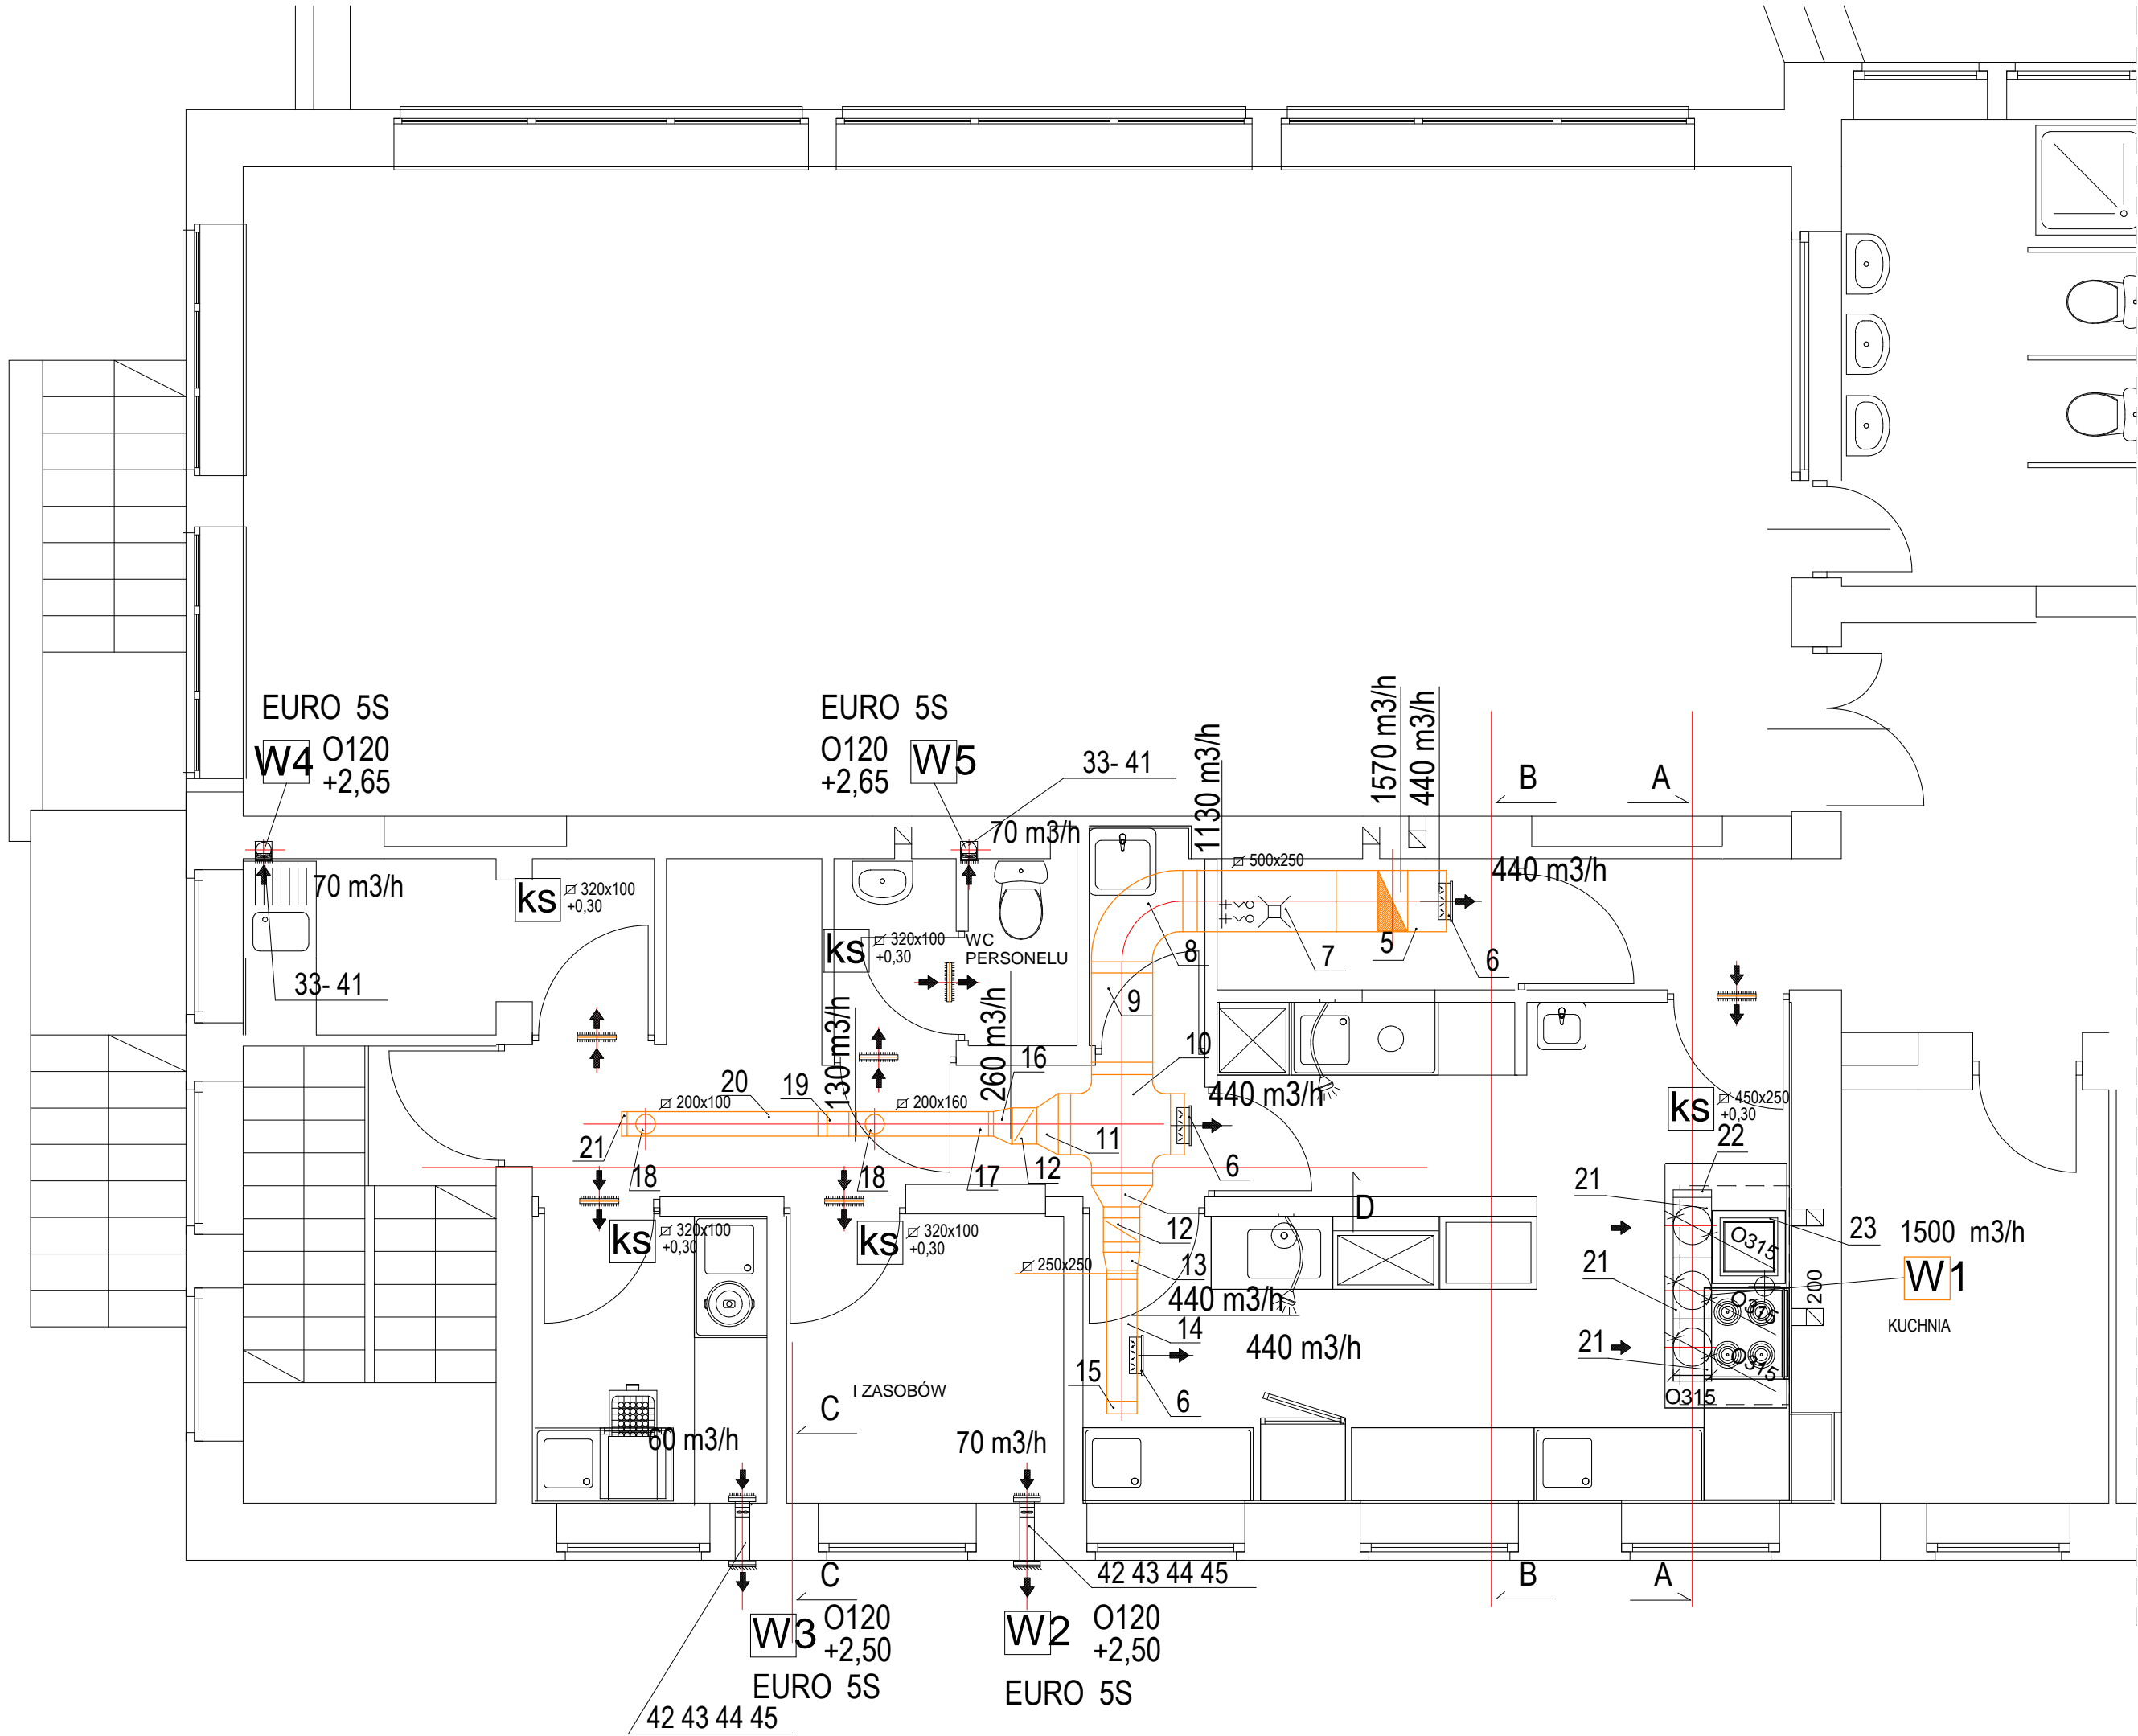 EURO 5S
W4 O120
+2,65
EURO 5S
O120 W5
+2,65
33- 41
1130 m3/h
1570 m3/h
440 m3/h
B
A
70 m3/h
70 m3/h
500x250
440 m3/h
ks 320x100
+0,30
ks 320x100
+0,30
WC
PERSONELU
8
7
5
6
33- 41
9
130 m3/h
260 m3/h
16
10
20
19
200x100
200x160
440 m3/h
ks 450x250
+0,30
22
21
18
18
17
12
11
6
21
D
12
23 1500 m3/h
O315
ks 320x100
+0,30
ks 320x100
+0,30
250x250
13
21
W1
200
440 m3/h
O315
14
440 m3/h
21
KUCHNIA
O315
15
6
O315
I ZASOBÓW
C
60 m3/h
70 m3/h
42 43 44 45
C
B
A
W3 O120
+2,50
EURO 5S
W2 O120
+2,50
EURO 5S
42 43 44 45